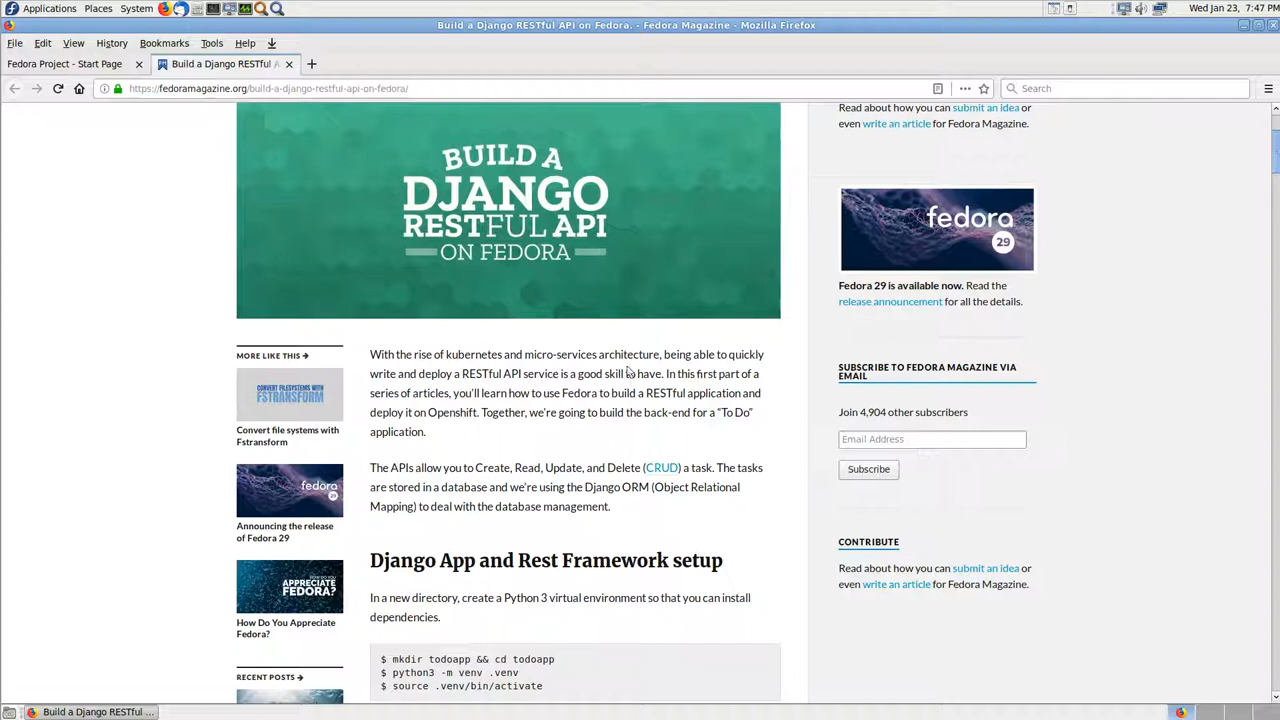 Applications Places System Wed Jan 23, 7:47 PM
Build a Django RESTful API on Fedora. - Fedora Magazine - Mozilla Firefox
File Edit View History Bookmarks Tools Help
Fedora Project - Start Page
Build a Django RESTful A
https://fedoramagazine.org/build-a-django-restful-api-on-fedora/
Search
BUILD A
DJANGO
RESTFUL API
ON FEDORA
MORE LIKE THIS
CONVERT FILESYSTEMS WITH
FSTRANSFORM
Convert file systems with
Fstransform
fedora
29
Announcing the release
of Fedora 29
HOW DO YOU
APPRECIATE
FEDORA?
How Do You Appreciate
Fedora?
RECENT POSTS
With the rise of kubernetes and micro-services architecture, being able to quickly
write and deploy a RESTful API service is a good skill to have. In this first part of a
series of articles, you’ll learn how to use Fedora to build a RESTful application and
deploy it on Openshift. Together, we’re going to build the back-end for a “To Do”
application.
The APIs allow you to Create, Read, Update, and Delete (CRUD) a task. The tasks
are stored in a database and we’re using the Django ORM (Object Relational
Mapping) to deal with the database management.
Django App and Rest Framework setup
In a new directory, create a Python 3 virtual environment so that you can install
dependencies.
$ mkdir todoapp && cd todoapp
$ python3 -m venv .venv
$ source .venv/bin/activate
Read about how you can submit an idea or
even write an article for Fedora Magazine.
fedora
29
Fedora 29 is available now. Read the
release announcement for all the details.
SUBSCRIBE TO FEDORA MAGAZINE VIA
EMAIL
Join 4,904 other subscribers
Email Address
Subscribe
CONTRIBUTE
Read about how you can submit an idea or
even write an article for Fedora Magazine.
Build a Django RESTful ...